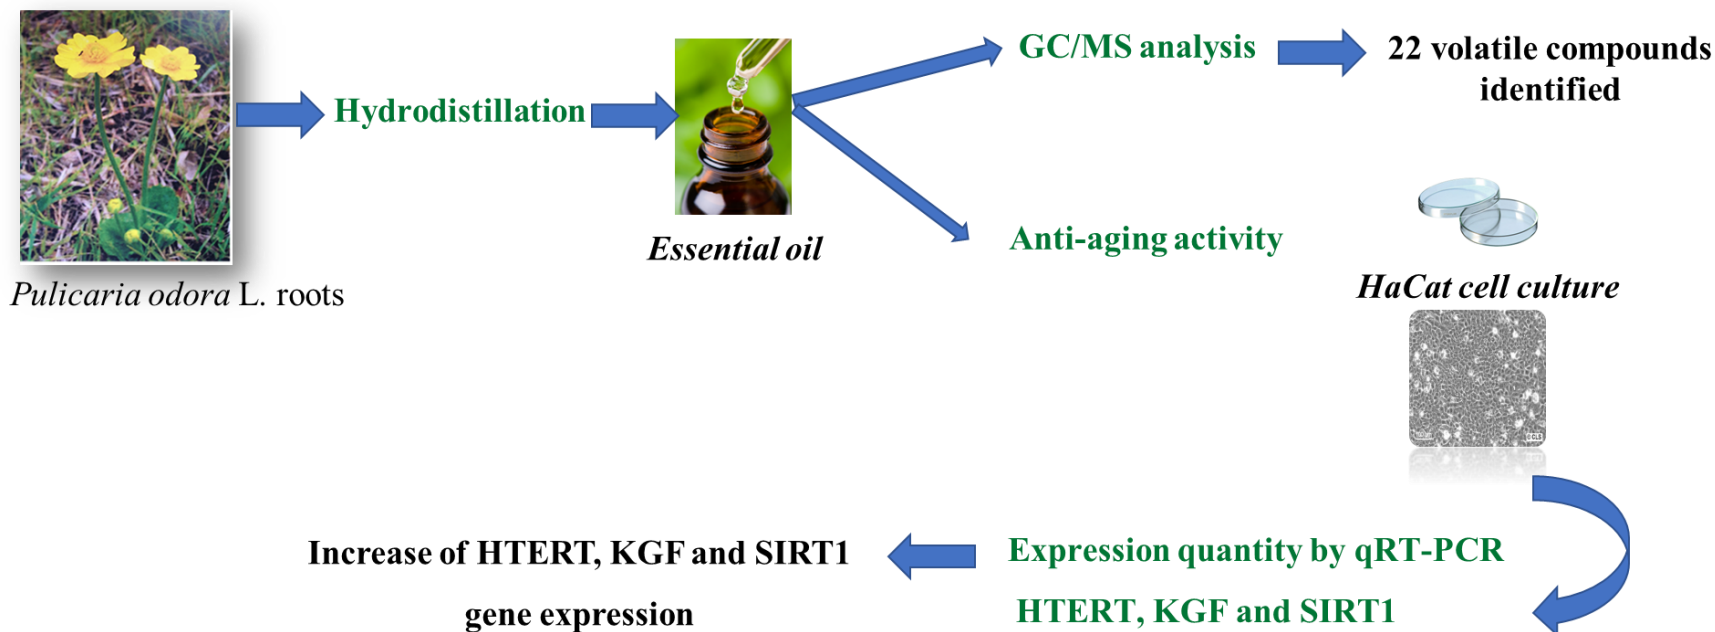 Pulicaria odora L. roots
Hydrodistillation
Essential oil
GC/MS analysis
22 volatile compounds
identified
Anti-aging activity
HaCat cell culture
© CLS
Expression quantity by qRT-PCR
HTERT, KGF and SIRT1
Increase of HTERT, KGF and SIRT1
gene expression